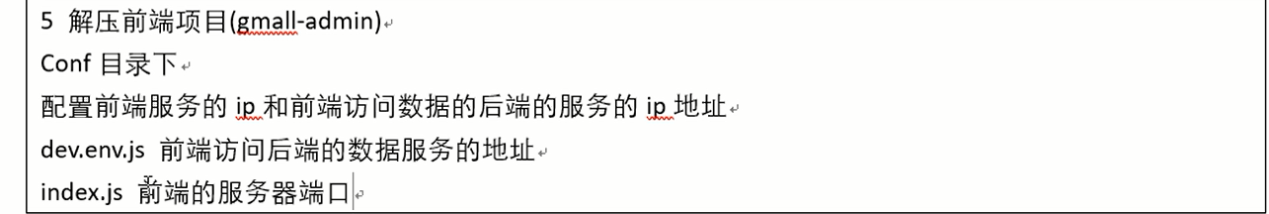 5 解压前端项目(gmall-admin)
Conf 目录下
配置前端服务的 ip 和前端访问数据的后端的服务的 ip 地址
dev.env.js 前端访问后端的数据服务的地址
index.js 前端的服务器端口